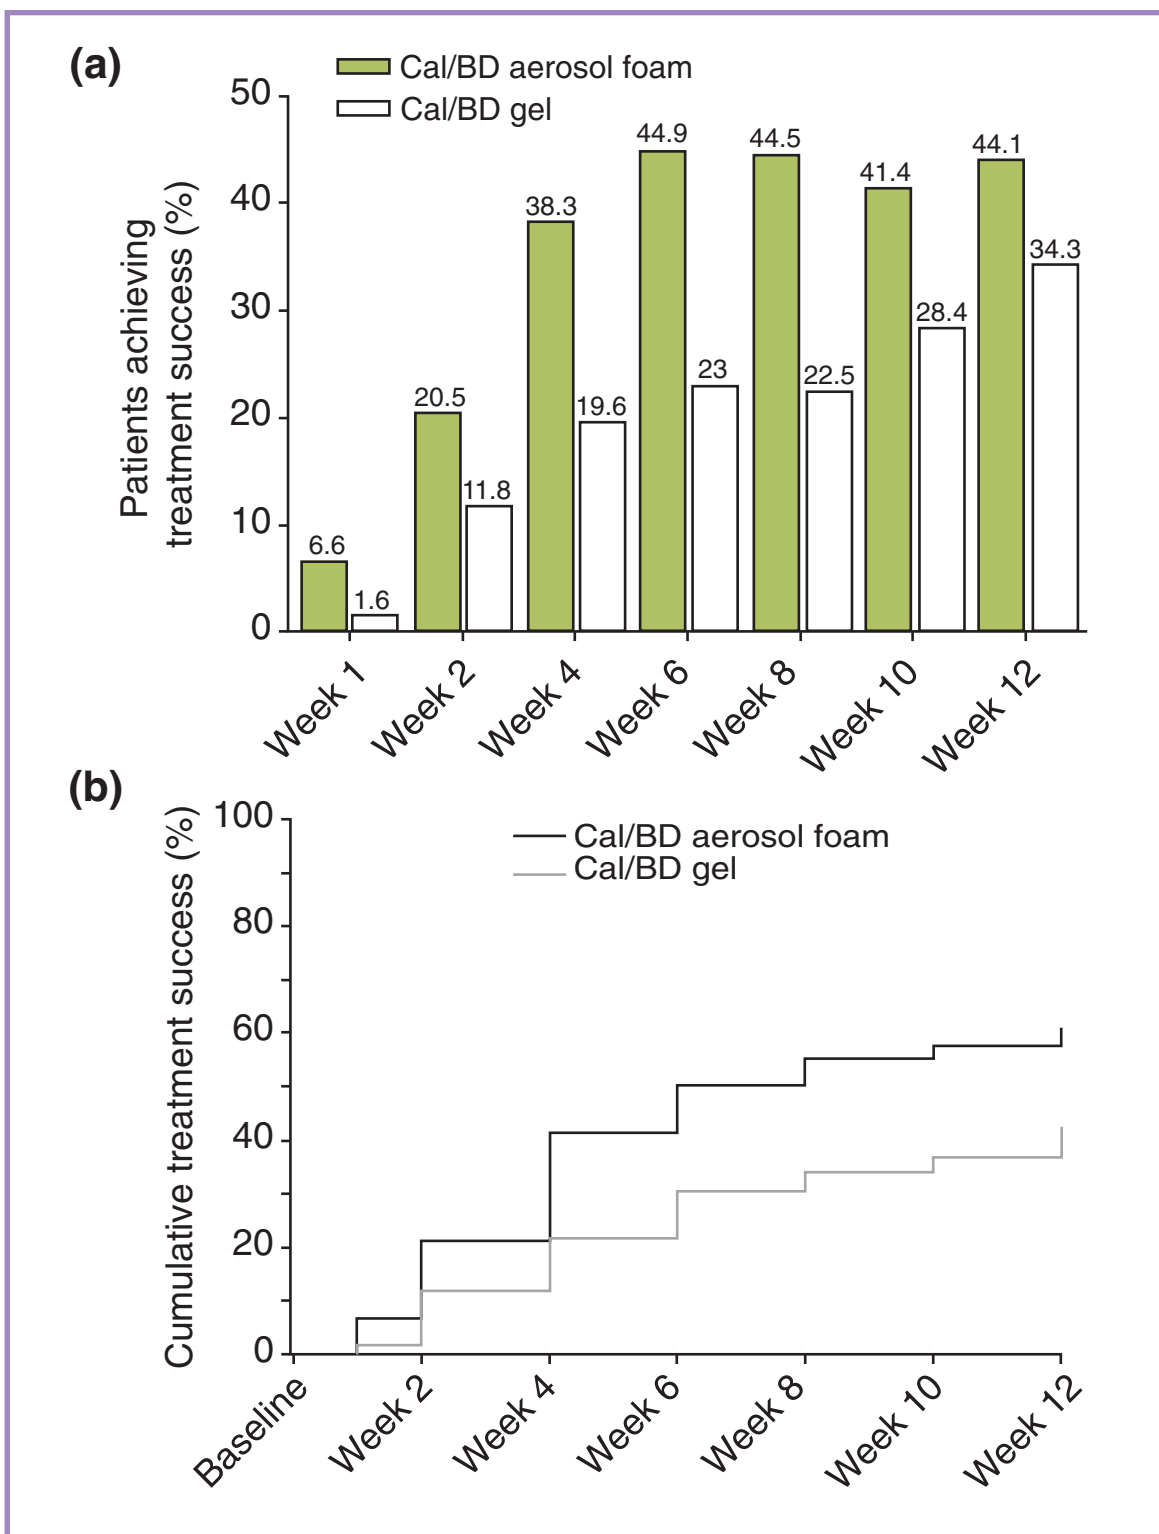 (a)
Cal/BD aerosol foam
Cal/BD gel
Patients achieving
treatment success (%)
50
40
30
20
10
0
6.6
1.6
20.5
11.8
38.3
19.6
44.9
23
44.5
22.5
41.4
28.4
44.1
34.3
Week 1
Week 2
Week 4
Week 6
Week 8
Week 10
Week 12
(b)
Cal/BD aerosol foam
Cal/BD gel
Cumulative treatment success (%)
100
80
60
40
20
0
Baseline
Week 2
Week 4
Week 6
Week 8
Week 10
Week 12